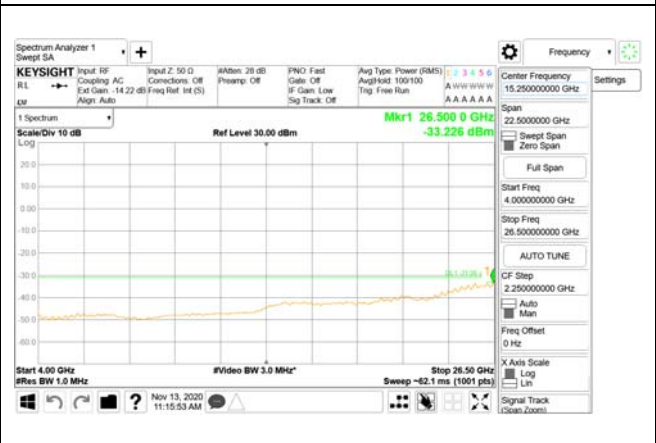 Spectrum Analyzer 1
Swept SA
+
Frequency
KEYSIGHT
RL
Input: RF
Coupling: AC
Ext Gain: -14.22 dB
Align: Auto
Input Z: 50 Ω
Corrections: Off
Freq Ref: Int (S)
#Atten: 28 dB
Preamp: Off
PNO: Fast
Gate: Off
IF Gain: Low
Sig Track: Off
Avg Type: Power (RMS)
Avg|Hold: 100/100
Trig: Free Run
1 2 3 4 5 6
A W W W W W
A A A A A A
1 Spectrum
Scale/Div 10 dB
Log
Ref Level 30.00 dBm
Mkr1 26.500 0 GHz
-33.226 dBm
20.0
10.0
0.00
-10.0
-20.0
-30.0
-40.0
-50.0
-60.0
1
Start 4.00 GHz
#Res BW 1.0 MHz
#Video BW 3.0 MHz*
Stop 26.50 GHz
Sweep ~62.1 ms (1001 pts)
Nov 13, 2020
11:15:53 AM
?
Center Frequency
15.250000000 GHz
Settings
Span
22.5000000 GHz
Swept Span
Zero Span
Full Span
Start Freq
4.000000000 GHz
Stop Freq
26.500000000 GHz
AUTO TUNE
CF Step
2.250000000 GHz
Auto
Man
Freq Offset
0 Hz
X Axis Scale
Log
Lin
Signal Track
(Span Zoom)